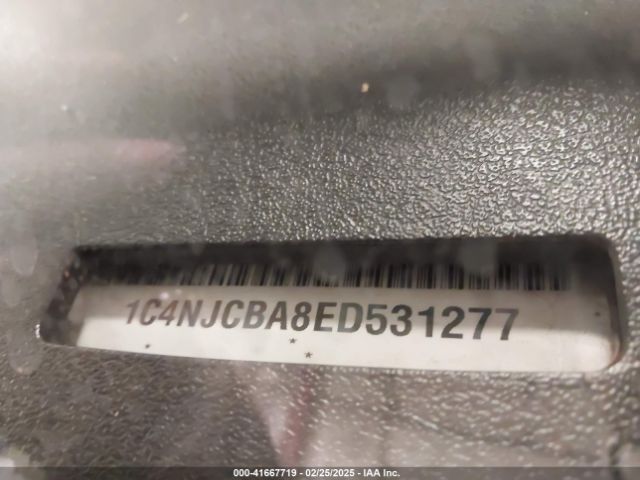 1C4NJCBA8ED531277
* * *
000-41667719 - 02/25/2025 - IAA Inc.